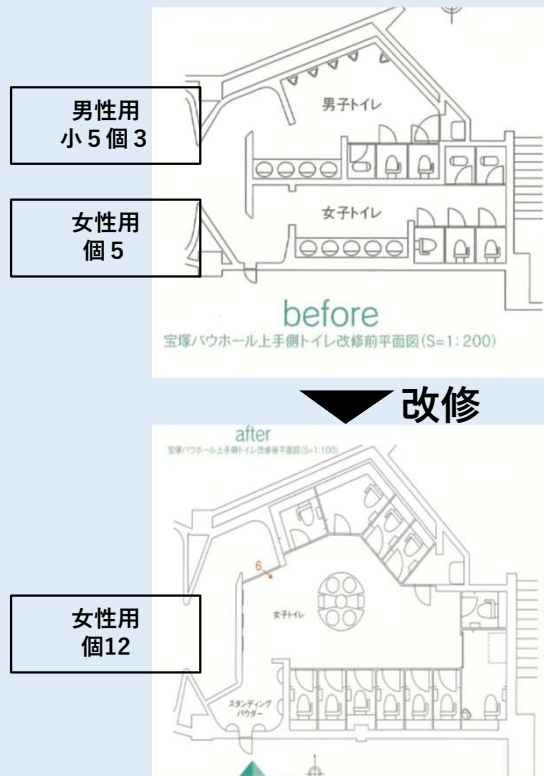 男性用
小５個３
男子トイレ
女性用
個５
女子トイレ
before
宝塚バウホール上手側トイレ改修前平面図(S=1:200)
改修
after
宝塚バウホール上手側トイレ改修後平面図(S=1:100)
6
女子トイレ
女性用
個12
スタンディング
パウダー